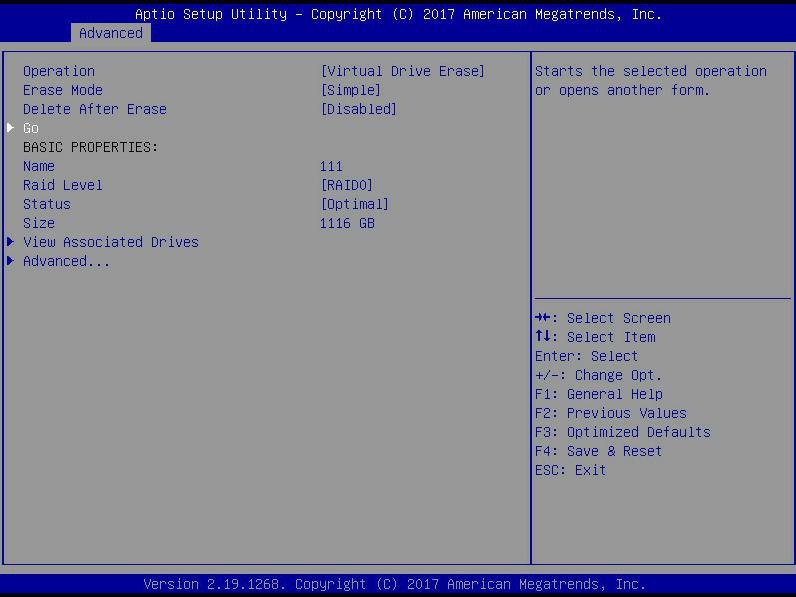 Aptio Setup Utility – Copyright (C) 2017 American Megatrends, Inc.
Advanced
Operation [Virtual Drive Erase]
Erase Mode [Simple]
Delete After Erase [Disabled]
Go
BASIC PROPERTIES:
Name 111
Raid Level [RAID0]
Status [Optimal]
Size 1116 GB
View Associated Drives
Advanced...
Starts the selected operation
or opens another form.
→←: Select Screen
↑↓: Select Item
Enter: Select
+/-: Change Opt.
F1: General Help
F2: Previous Values
F3: Optimized Defaults
F4: Save & Reset
ESC: Exit
Version 2.19.1268. Copyright (C) 2017 American Megatrends, Inc.